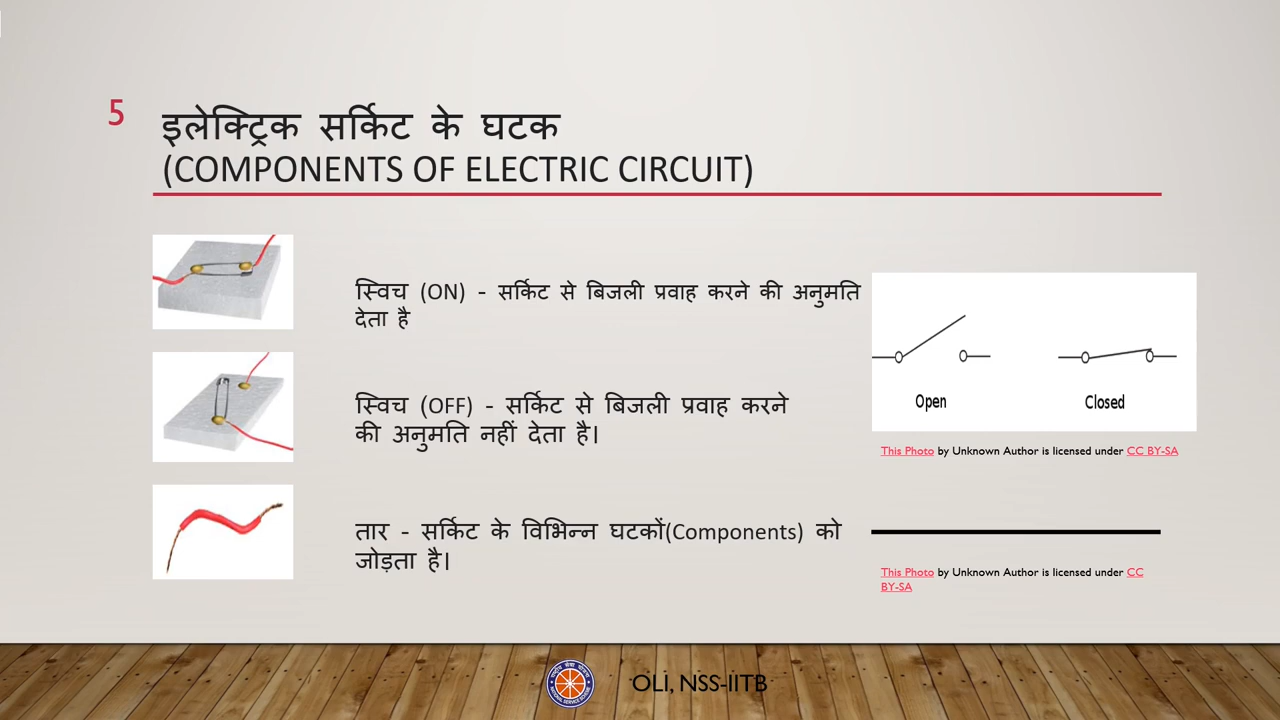 5
इलेक्ट्रिक सर्किट के घटक
(COMPONENTS OF ELECTRIC CIRCUIT)
स्विच (ON) - सर्किट से बिजली प्रवाह करने की अनुमति
देता है
स्विच (OFF) - सर्किट से बिजली प्रवाह करने
की अनुमति नहीं देता है।
Open
Closed
This Photo by Unknown Author is licensed under CC BY-SA
तार - सर्किट के विभिन्न घटकों(Components) को
जोड़ता है।
This Photo by Unknown Author is licensed under CC
BY-SA
OLI, NSS-IITB